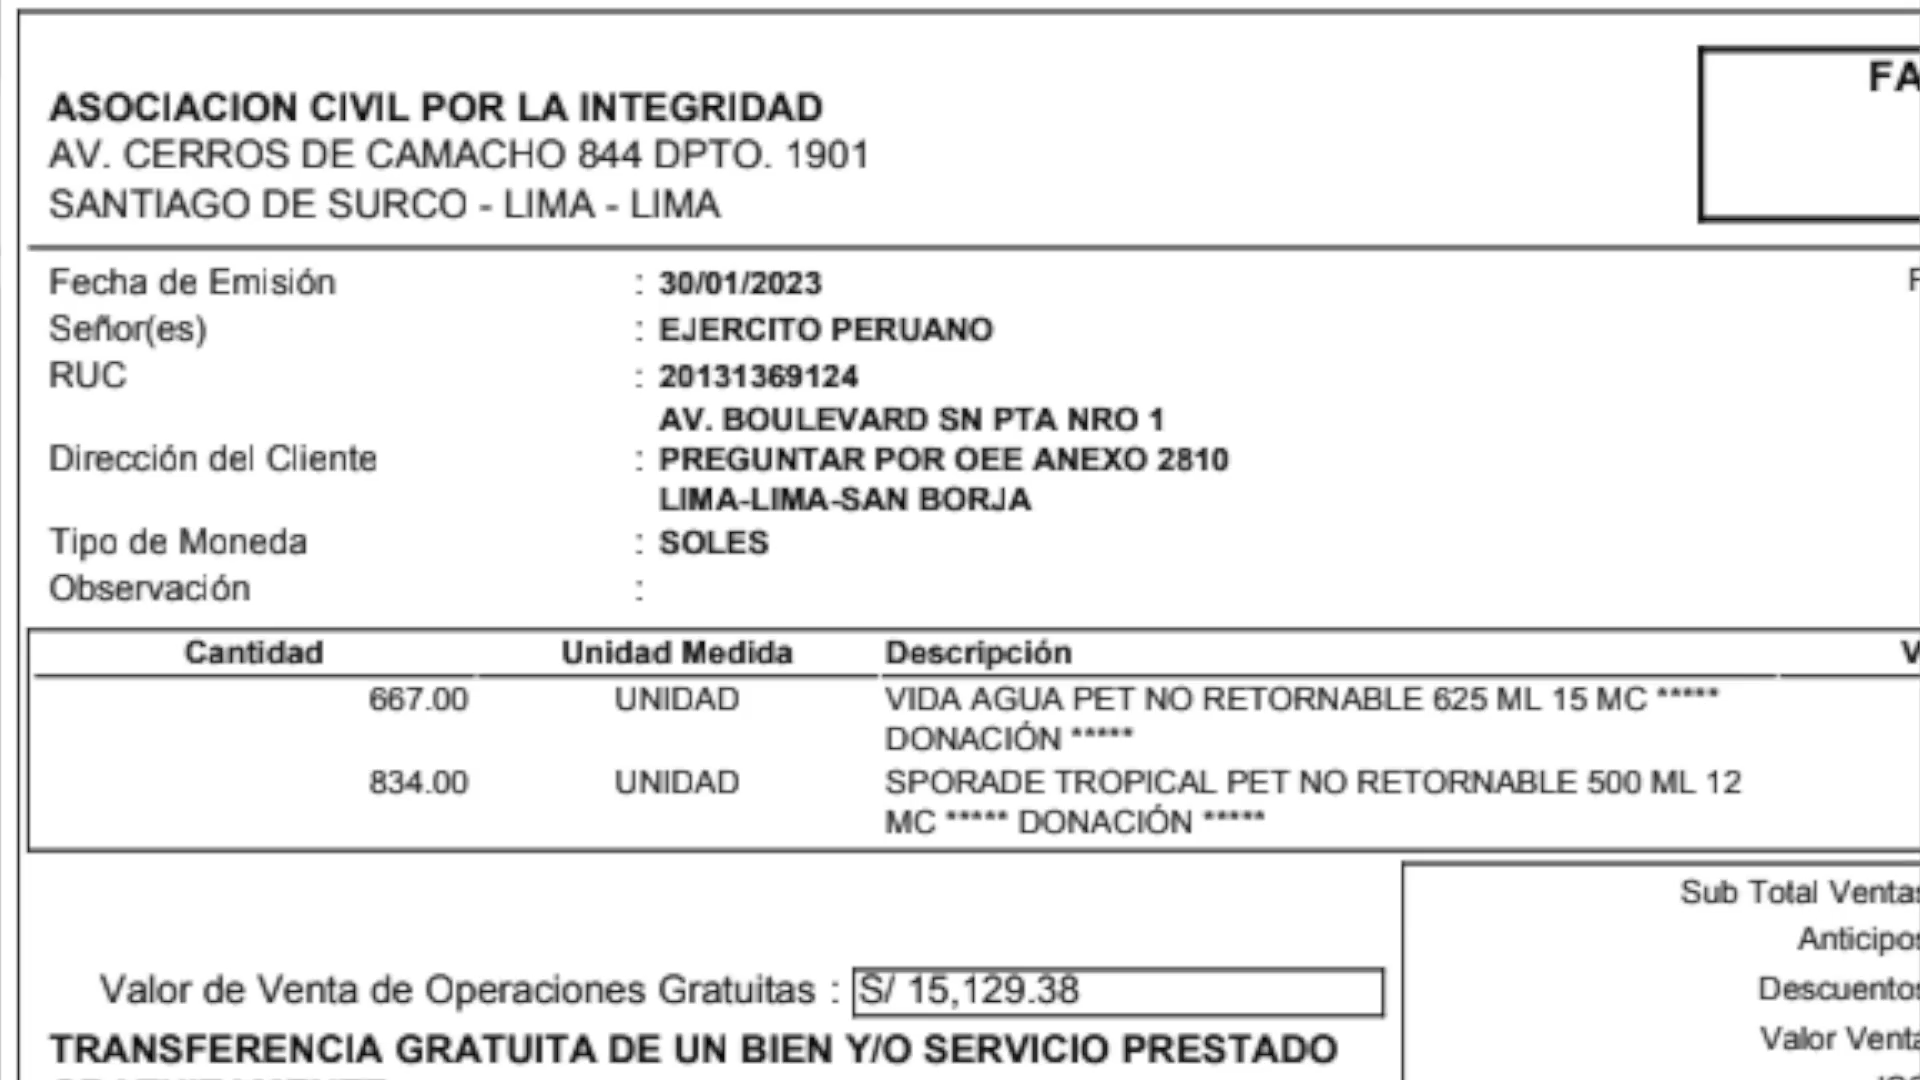 FA
ASOCIACION CIVIL POR LA INTEGRIDAD
AV. CERROS DE CAMACHO 844 DPTO. 1901
SANTIAGO DE SURCO - LIMA - LIMA
Fecha de Emisión : 30/01/2023
Señor(es) : EJERCITO PERUANO
RUC : 20131369124
AV. BOULEVARD SN PTA NRO 1
Dirección del Cliente : PREGUNTAR POR OEE ANEXO 2810
LIMA-LIMA-SAN BORJA
Tipo de Moneda : SOLES
Observación :
Cantidad Unidad Medida Descripción V
667.00 UNIDAD VIDA AGUA PET NO RETORNABLE 625 ML 15 MC *****
DONACIÓN *****
834.00 UNIDAD SPORADE TROPICAL PET NO RETORNABLE 500 ML 12
MC ***** DONACIÓN *****
Sub Total Ventas
Anticipos
Descuentos
Valor Venta
Valor de Venta de Operaciones Gratuitas : S/ 15,129.38
TRANSFERENCIA GRATUITA DE UN BIEN Y/O SERVICIO PRESTADO